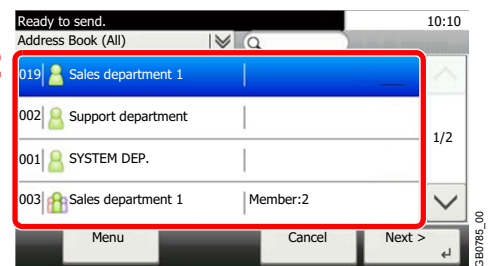 Ready to send. 10:10
Address Book (All)
019 Sales department 1
002 Support department
1/2
001 SYSTEM DEP.
003 Sales department 1 Member:2
Menu Cancel Next >
GB0785_00